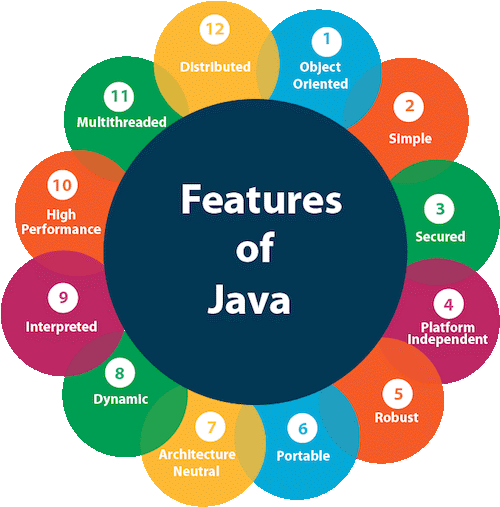 Features
of
Java
1
Object
Oriented
2
Simple
3
Secured
4
Platform
Independent
5
Robust
6
Portable
7
Architecture
Neutral
8
Dynamic
9
Interpreted
10
High
Performance
11
Multithreaded
12
Distributed